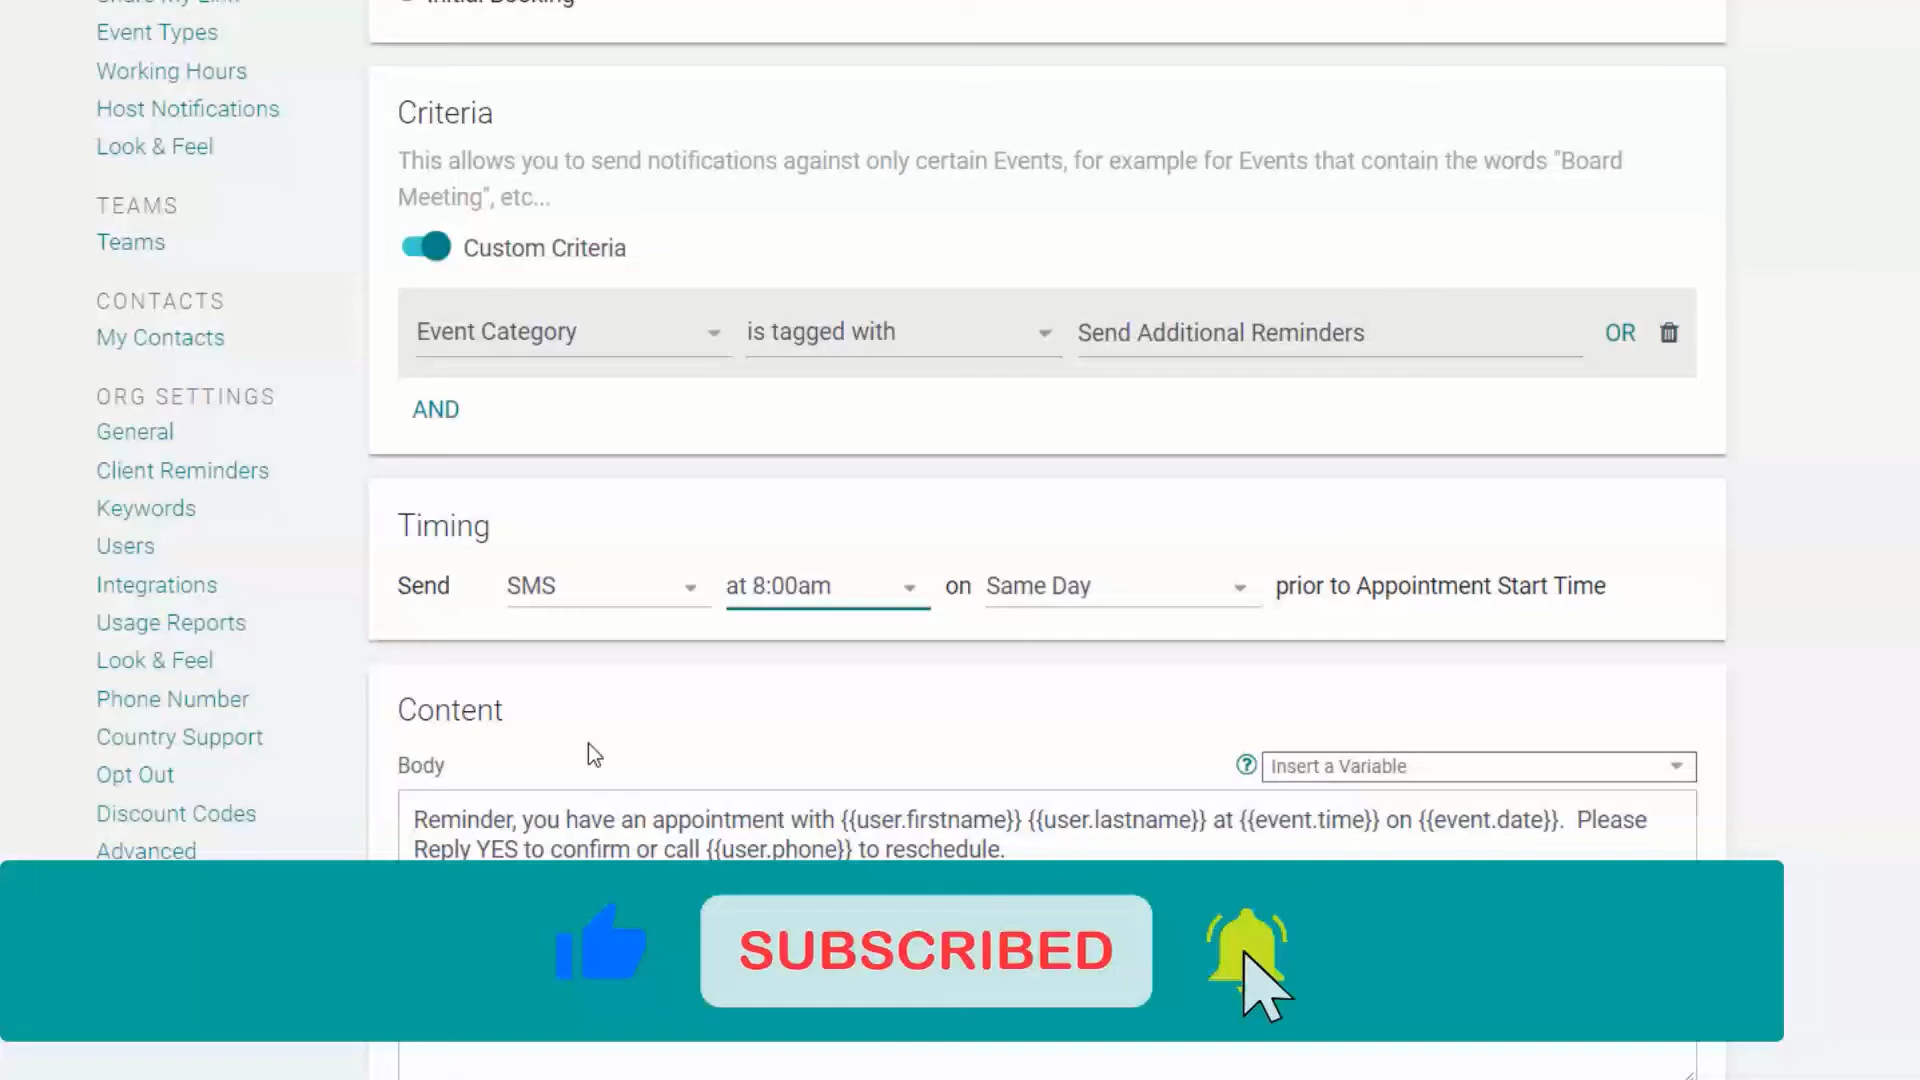 Share My Link
Initial Booking
Event Types
Working Hours
Host Notifications
Look & Feel
TEAMS
Teams
CONTACTS
My Contacts
ORG SETTINGS
General
Client Reminders
Keywords
Users
Integrations
Usage Reports
Look & Feel
Phone Number
Country Support
Opt Out
Discount Codes
Advanced
Criteria
This allows you to send notifications against only certain Events, for example for Events that contain the words "Board
Meeting", etc...
Custom Criteria
Event Category is tagged with Send Additional Reminders OR
AND
Timing
Send SMS at 8:00am on Same Day prior to Appointment Start Time
Content
Body ? Insert a Variable
Reminder, you have an appointment with {{user.firstname}} {{user.lastname}} at {{event.time}} on {{event.date}}.  Please
Reply YES to confirm or call {{user.phone}} to reschedule.
SUBSCRIBED